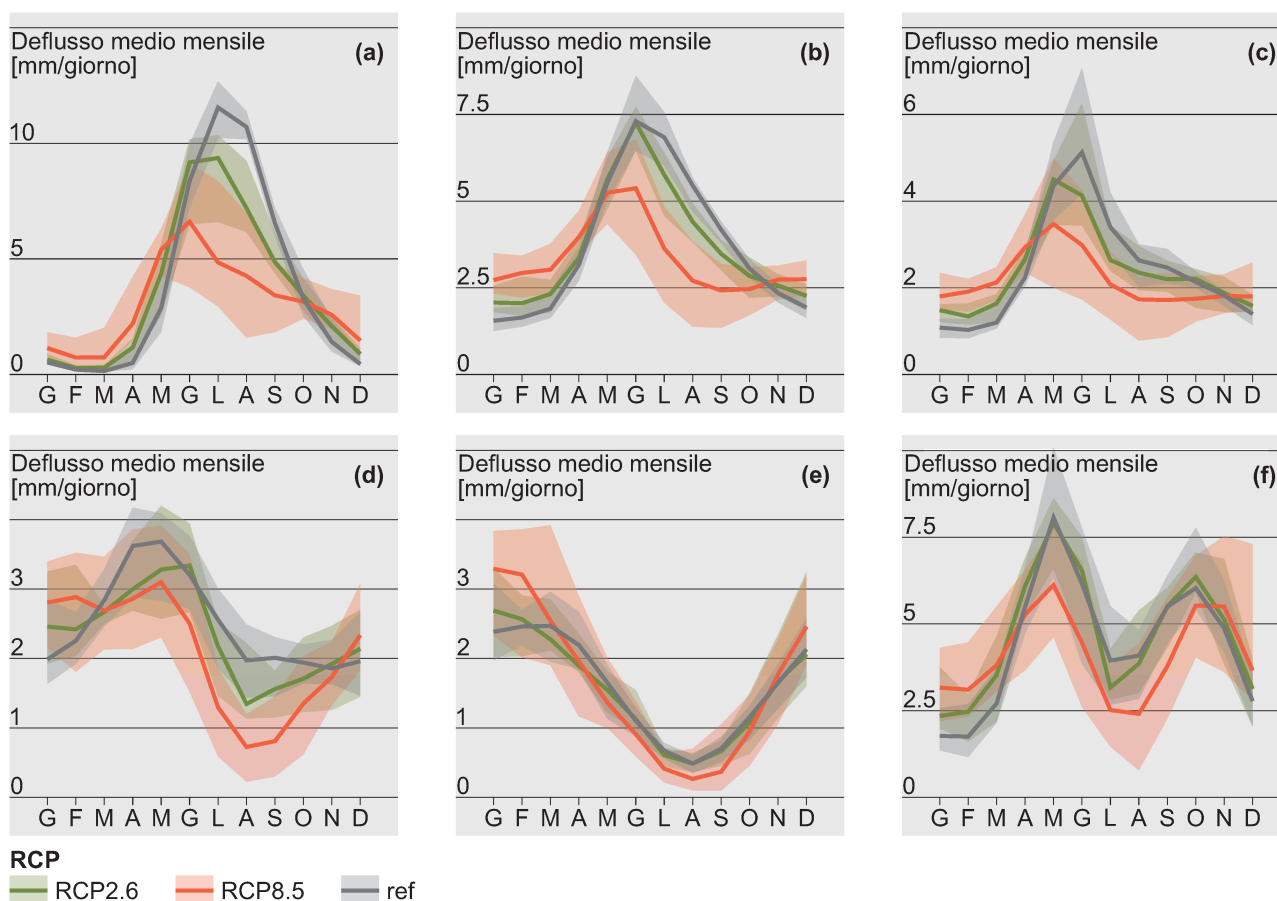 Deflusso medio mensile (a)
[mm/giorno]
10
5
0
G F M A M G L A S O N D
Deflusso medio mensile (b)
[mm/giorno]
7.5
5
2.5
0
G F M A M G L A S O N D
Deflusso medio mensile (c)
[mm/giorno]
6
4
2
0
G F M A M G L A S O N D
Deflusso medio mensile (d)
[mm/giorno]
3
2
1
0
G F M A M G L A S O N D
Deflusso medio mensile (e)
[mm/giorno]
3
2
1
0
G F M A M G L A S O N D
Deflusso medio mensile (f)
[mm/giorno]
7.5
5
2.5
0
G F M A M G L A S O N D
RCP
RCP2.6 RCP8.5 ref